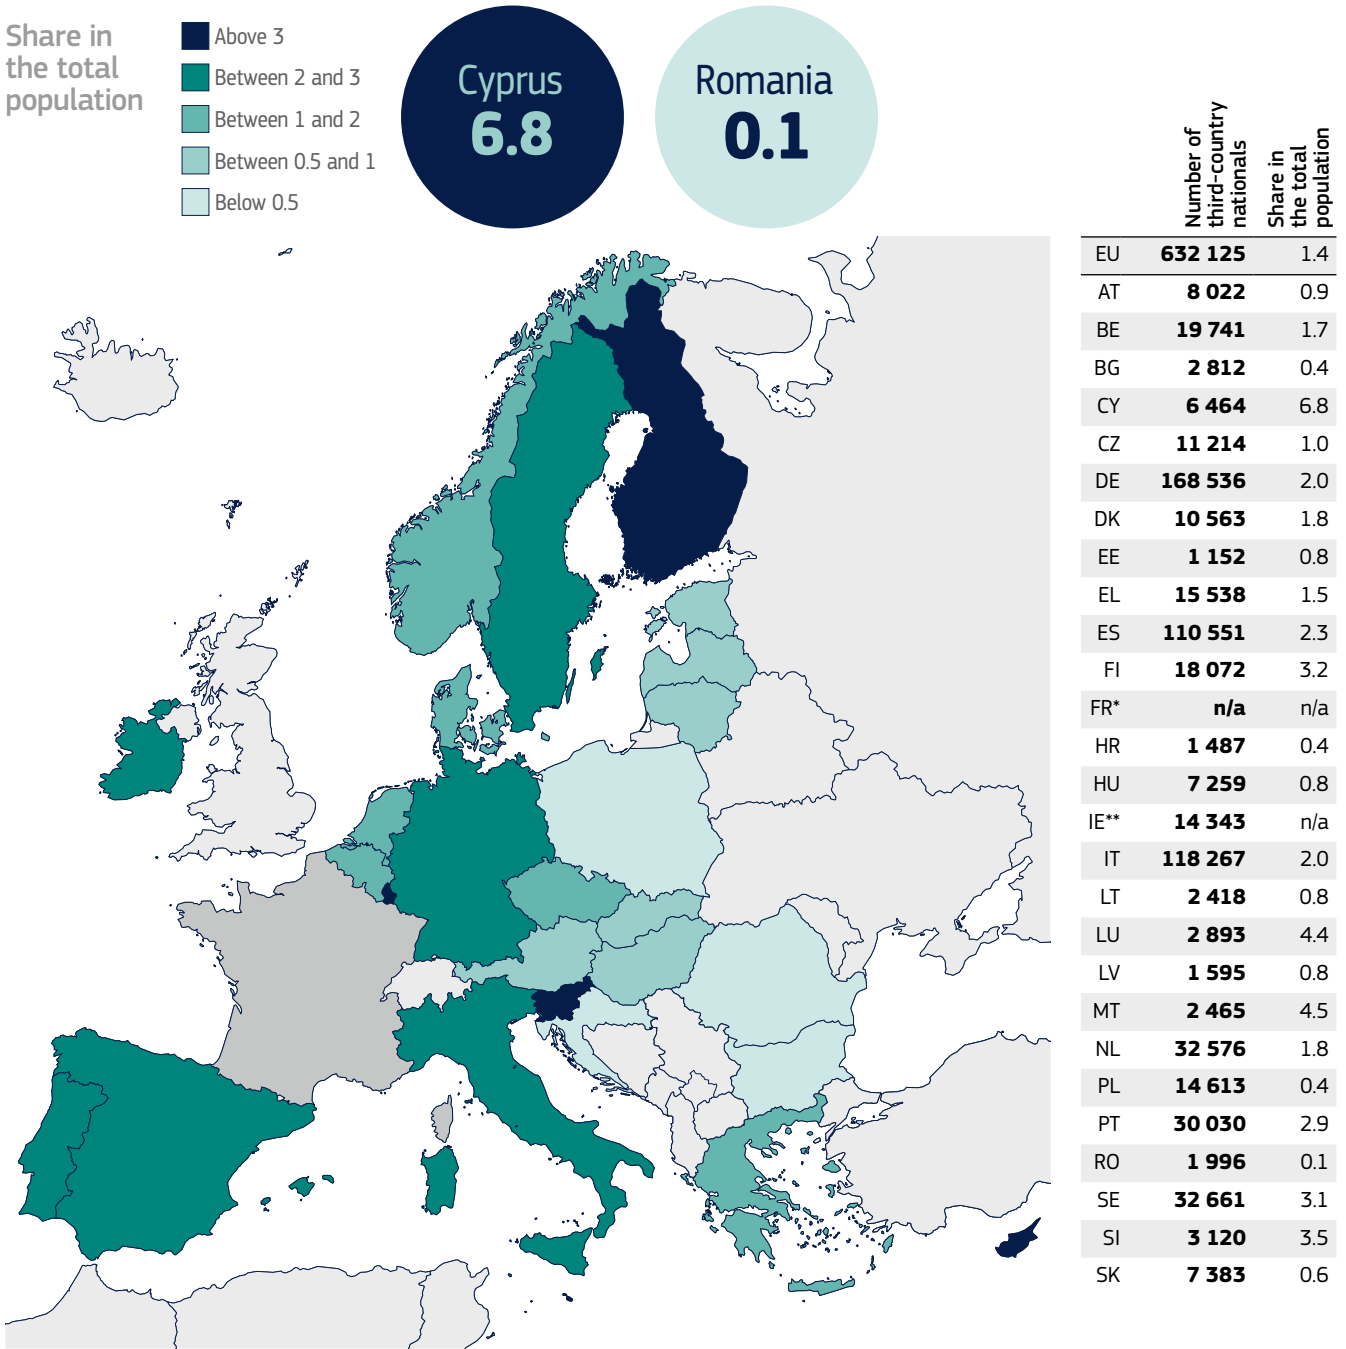 Share in
the total
population
Above 3
Between 2 and 3
Between 1 and 2
Between 0.5 and 1
Below 0.5
Cyprus
6.8
Romania
0.1
Number of
third-country
nationals
Share in
the total
population
EU 632 125 1.4
AT 8 022 0.9
BE 19 741 1.7
BG 2 812 0.4
CY 6 464 6.8
CZ 11 214 1.0
DE 168 536 2.0
DK 10 563 1.8
EE 1 152 0.8
EL 15 538 1.5
ES 110 551 2.3
FI 18 072 3.2
FR* n/a n/a
HR 1 487 0.4
HU 7 259 0.8
IE** 14 343 n/a
IT 118 267 2.0
LT 2 418 0.8
LU 2 893 4.4
LV 1 595 0.8
MT 2 465 4.5
NL 32 576 1.8
PL 14 613 0.4
PT 30 030 2.9
RO 1 996 0.1
SE 32 661 3.1
SI 3 120 3.5
SK 7 383 0.6